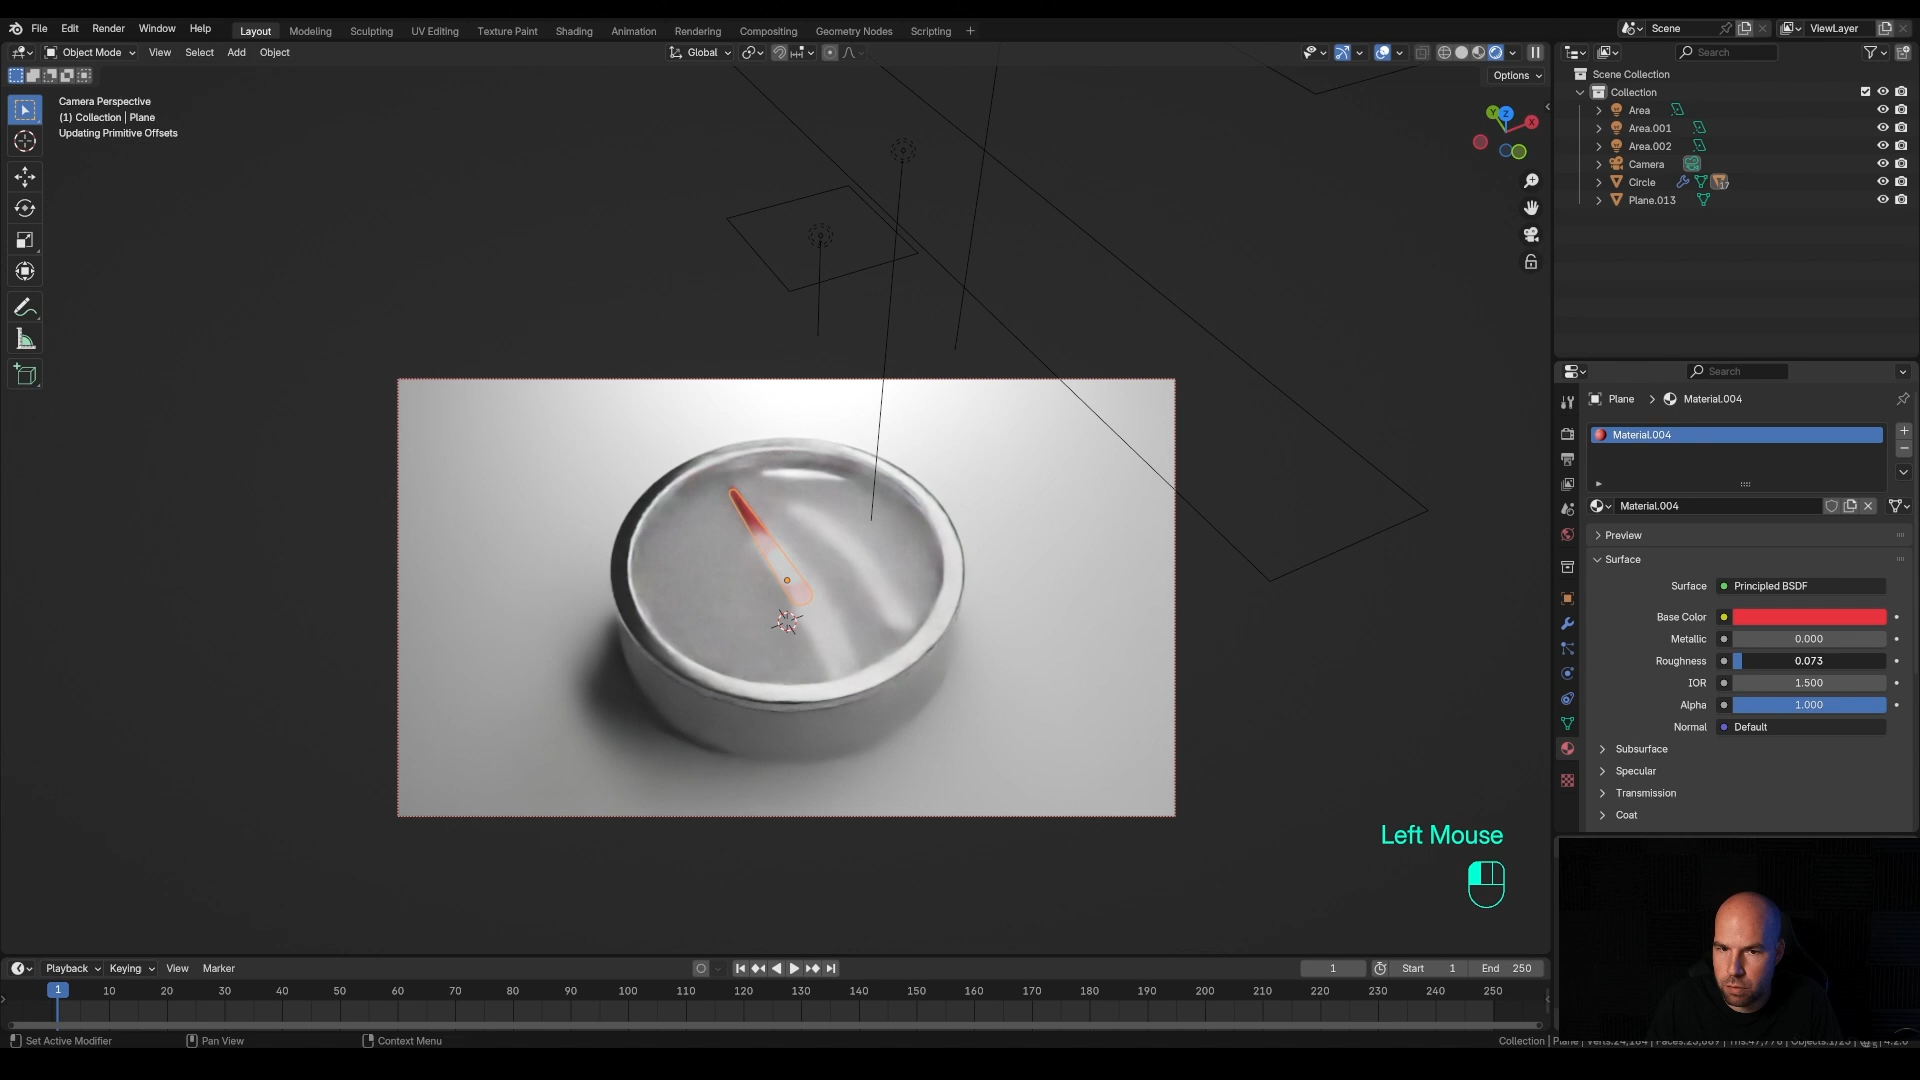 File Edit Render Window Help Layout Modeling Sculpting UV Editing Texture Paint Shading Animation Rendering Compositing Geometry Nodes Scripting + Scene ViewLayer
Object Mode View Select Add Object Global Search
Options
Camera Perspective
(1) Collection | Plane
Updating Primitive Offsets
Y Z X
Scene Collection
Collection
Area
Area.001
Area.002
Camera
Circle 17
Plane.013
Search
Plane > Material.004
Material.004
Material.004
Preview
Surface
Surface Principled BSDF
Base Color
Metallic 0.000
Roughness 0.073
IOR 1.500
Alpha 1.000
Normal Default
Subsurface
Specular
Transmission
Coat
Left Mouse
Playback Keying View Marker 1 Start 1 End 250
1 10 20 30 40 50 60 70 80 90 100 110 120 130 140 150 160 170 180 190 200 210 220 230 240 250
Set Active Modifier Pan View Context Menu